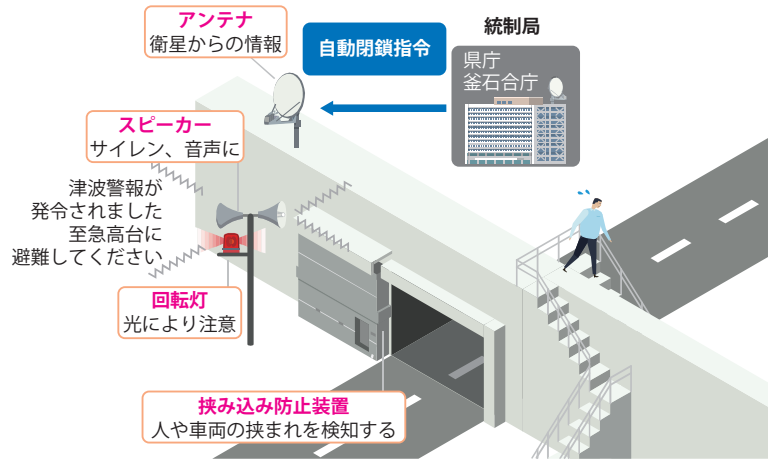 アンテナ
衛星からの情報
自動閉鎖指令
統制局
県庁
釜石合庁
スピーカー
サイレン、音声に
津波警報が
発令されました
至急高台に
避難してください
回転灯
光により注意
挟み込み防止装置
人や車両の挟まれを検知する